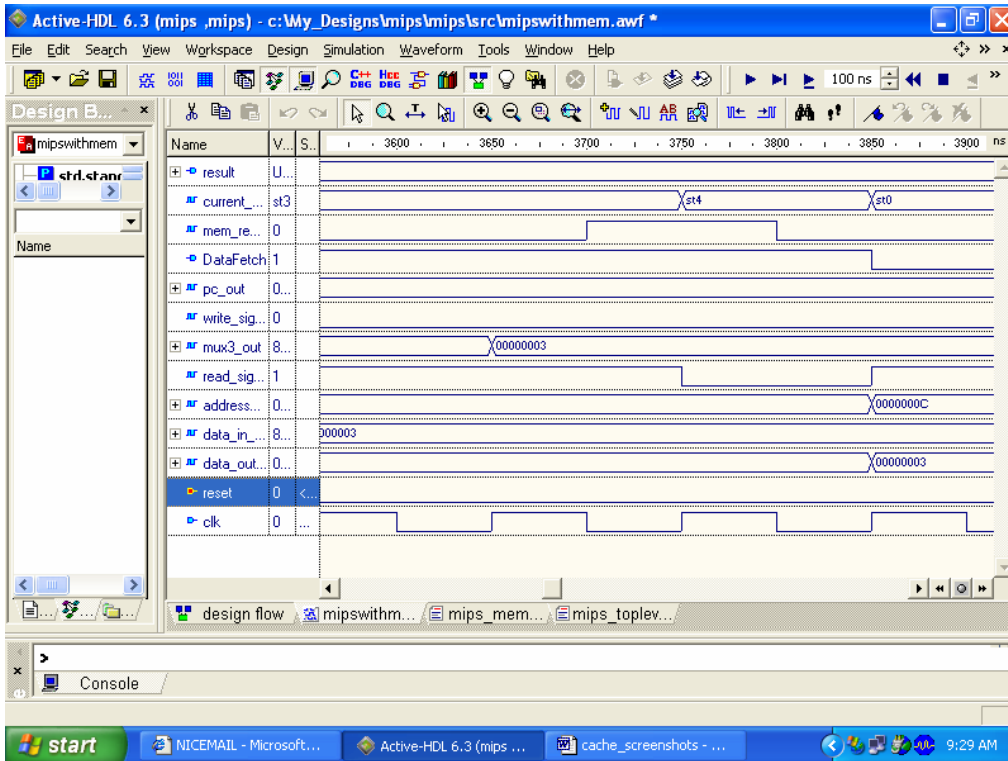 Active-HDL 6.3 (mips ,mips) - c:\My_Designs\mips\mips\src\mipswithmem.awf *
File Edit Search View Workspace Design Simulation Waveform Tools Window Help
C++ DBG HDL DBG 100 ns
Design B...
mipswithmem
std.stan
Name
Name V... S.. 3600 3650 3700 3750 3800 3850 3900 ns
result U...
current_... st3 st4 st0
mem_re... 0
DataFetch 1
pc_out 0...
write_sig... 0
mux3_out 8... 00000003
read_sig... 1
address... 0... 0000000C
data_in_... 8... 000003
data_out... 0... 00000003
reset 0 <...
clk 0 ...
design flow mipswithm... mips_mem... mips_toplev...
>
Console
start NICEMAIL - Microsoft... Active-HDL 6.3 (mips ... cache_screenshots - ... 9:29 AM